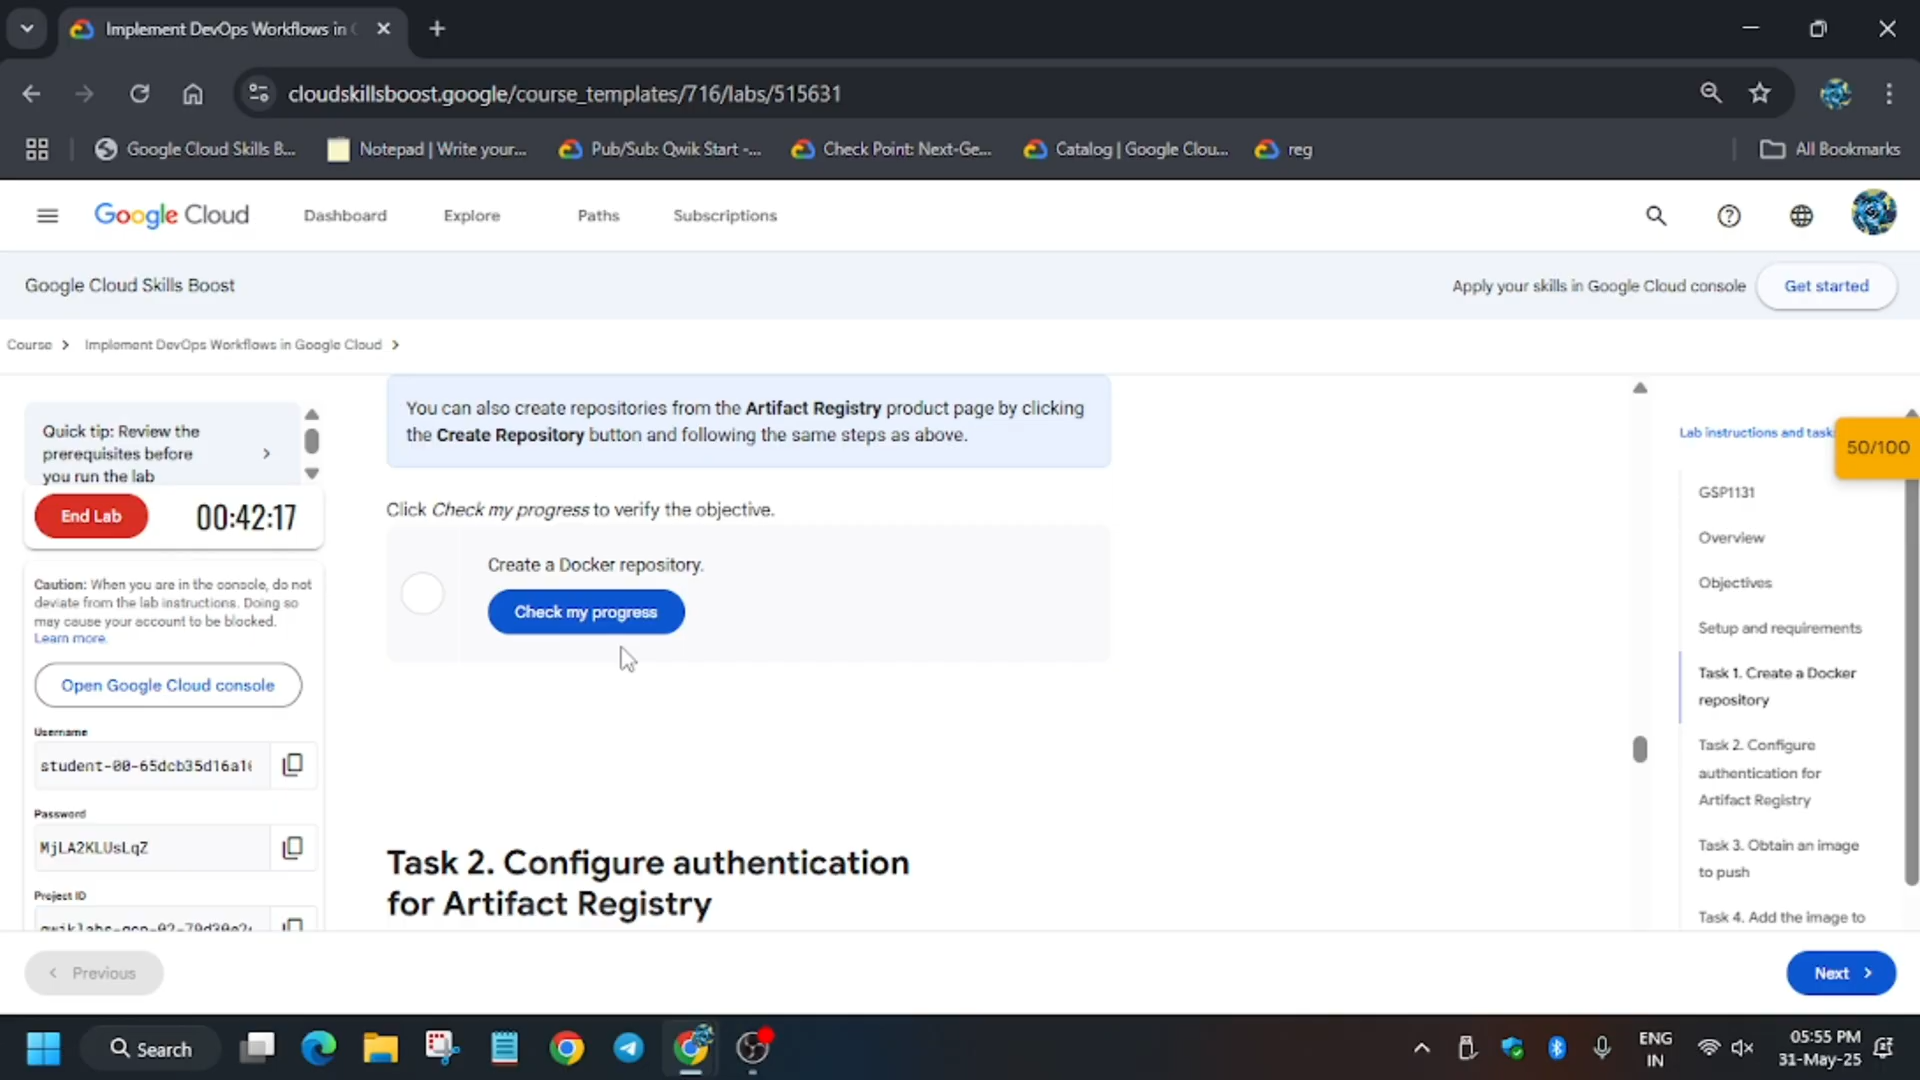 Implement DevOps Workflows in
cloudskillsboost.google/course_templates/716/labs/515631
Google Cloud Skills B...
Notepad | Write your...
Pub/Sub: Qwik Start -...
Check Point: Next-Ge...
Catalog | Google Clou...
reg
All Bookmarks
Google Cloud
Dashboard
Explore
Paths
Subscriptions
Google Cloud Skills Boost
Apply your skills in Google Cloud console
Get started
Course
Implement DevOps Workflows in Google Cloud
Quick tip: Review the
prerequisites before
you run the lab
End Lab
00:42:17
Caution: When you are in the console, do not
deviate from the lab instructions. Doing so
may cause your account to be blocked.
Learn more.
Open Google Cloud console
Username
student-00-65dcb35d16a1
Password
MjLA2KLUsLqZ
Project ID
You can also create repositories from the Artifact Registry product page by clicking
the Create Repository button and following the same steps as above.
Click Check my progress to verify the objective.
Create a Docker repository.
Check my progress
Task 2. Configure authentication
for Artifact Registry
Lab instructions and task
50/100
GSP1131
Overview
Objectives
Setup and requirements
Task 1. Create a Docker
repository
Task 2. Configure
authentication for
Artifact Registry
Task 3. Obtain an image
to push
Task 4. Add the image to
Previous
Next
Search
ENG
IN
05:55 PM
31-May-25